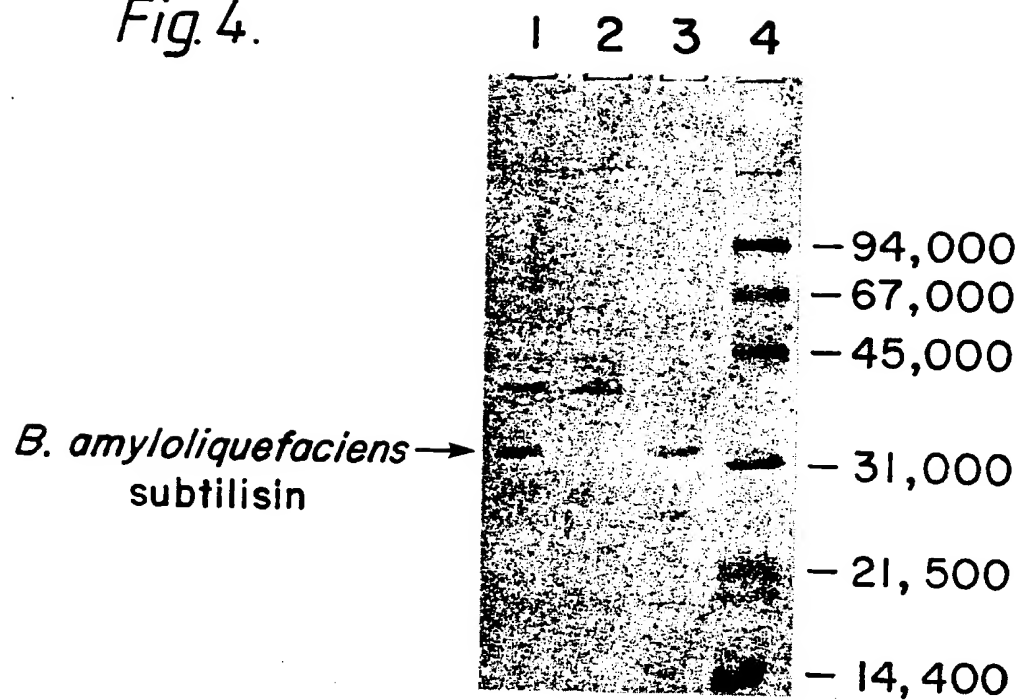 Fig. 4.
1 2 3 4
–94,000
–67,000
–45,000
B. amyloliquefaciens
subtilisin
–31,000
–21,500
–14,400